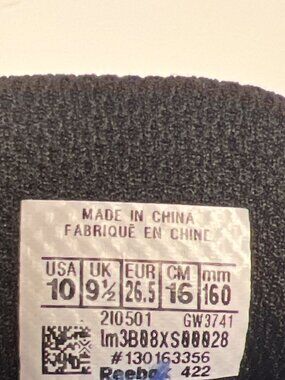 MADE IN CHINA
FABRIQUÉ EN CHINE
USA UK EUR CM mm
10 9½ 26.5 16 160
210501 GW3741
lm3B08XS00028
#130163356
Reebok 422